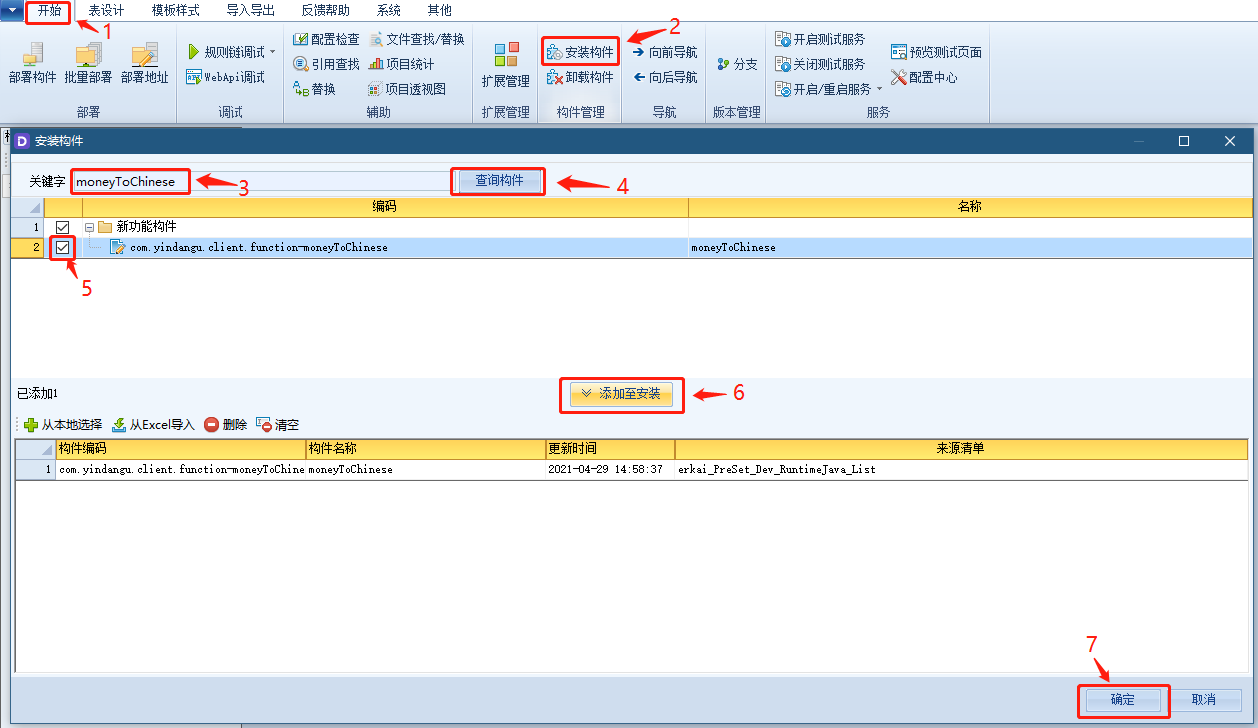 开始 表设计 模板样式 导入导出 反馈帮助 系统 其他
1
2
部署构件 批量部署 部署地址
部署
规则链调试
WebApi调试
调试
配置检查 文件查找/替换
引用查找 项目统计
替换 项目透视图
辅助
扩展管理
扩展管理
安装构件
卸载构件
构件管理
向前导航
向后导航
导航
分支
版本管理
开启测试服务 预览测试页面
关闭测试服务 配置中心
开启/重启服务
服务
D 安装构件
关键字 moneyToChinese 3 查询构件 4
编码 名称
1 新功能构件
2 com.yindangu.client.function-moneyToChinese moneyToChinese
5
已添加1 添加至安装 6
从本地选择 从Excel导入 删除 清空
构件编码 构件名称 更新时间 来源清单
1 com.yindangu.client.function-moneyToChine moneyToChinese 2021-04-29 14:58:37 erkai_PreSet_Dev_RuntimeJava_List
7
确定 取消